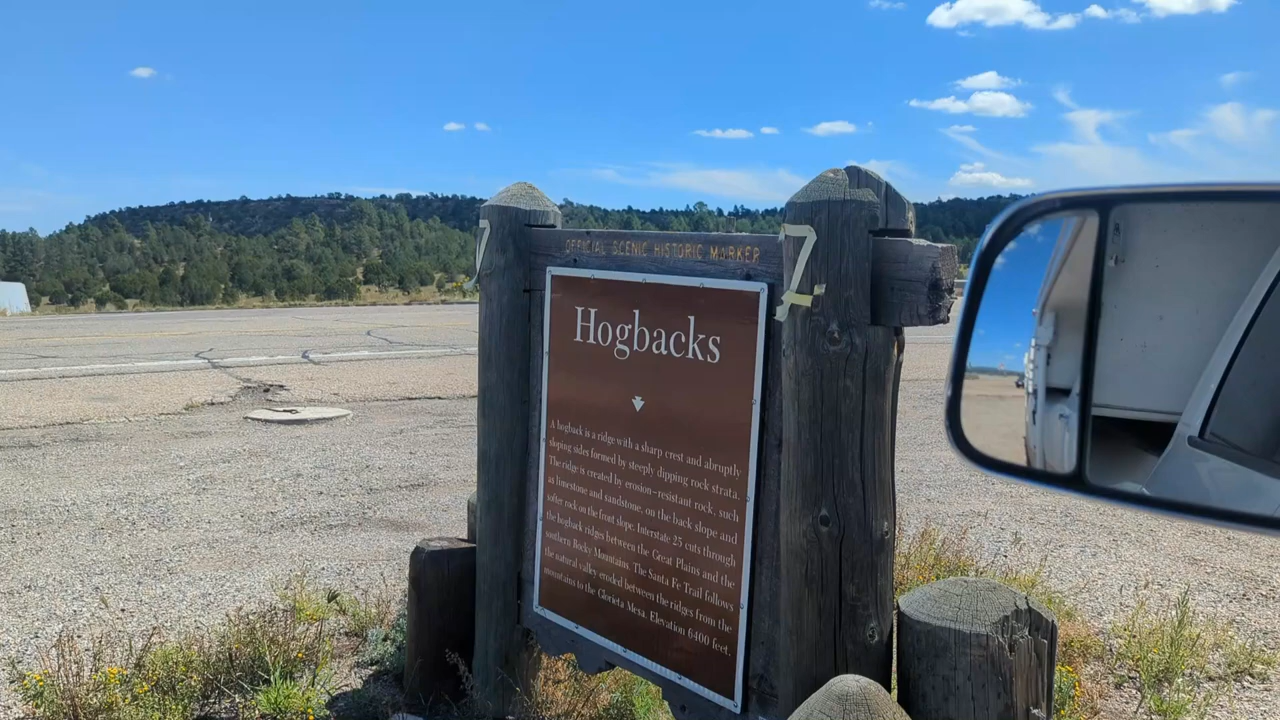 OFFICIAL SCENIC HISTORIC MARKER
7
7
Hogbacks
A hogback is a ridge with a sharp crest and abruptly
sloping sides formed by steeply dipping rock strata.
The ridge is created by erosion-resistant rock, such
as limestone and sandstone, on the back slope and
softer rock on the front slope. Interstate 25 cuts through
the hogback ridges between the Great Plains and the
southern Rocky Mountains. The Santa Fe Trail follows
the natural valley eroded between the ridges from the
mountains to the Glorieta Mesa. Elevation 6400 feet.